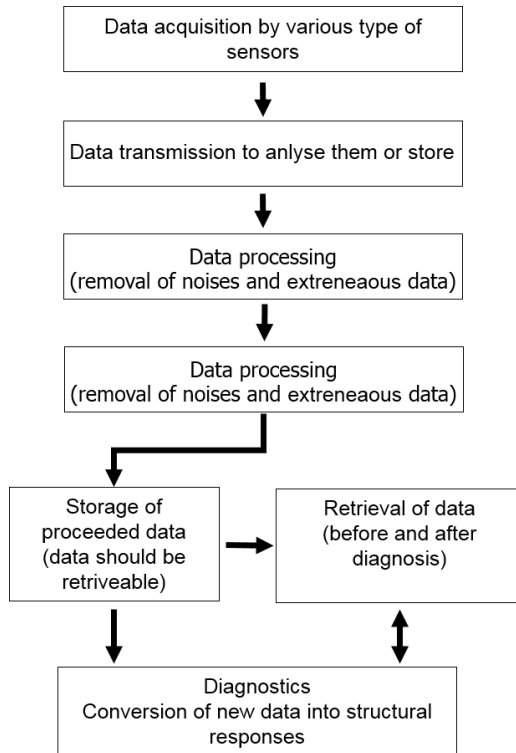 Data acquisition by various type of
sensors
Data transmission to anlyse them or store
Data processing
(removal of noises and extreneaous data)
Data processing
(removal of noises and extreneaous data)
Storage of
proceeded data
(data should be
retriveable)
Retrieval of data
(before and after
diagnosis)
Diagnostics
Conversion of new data into structural
responses